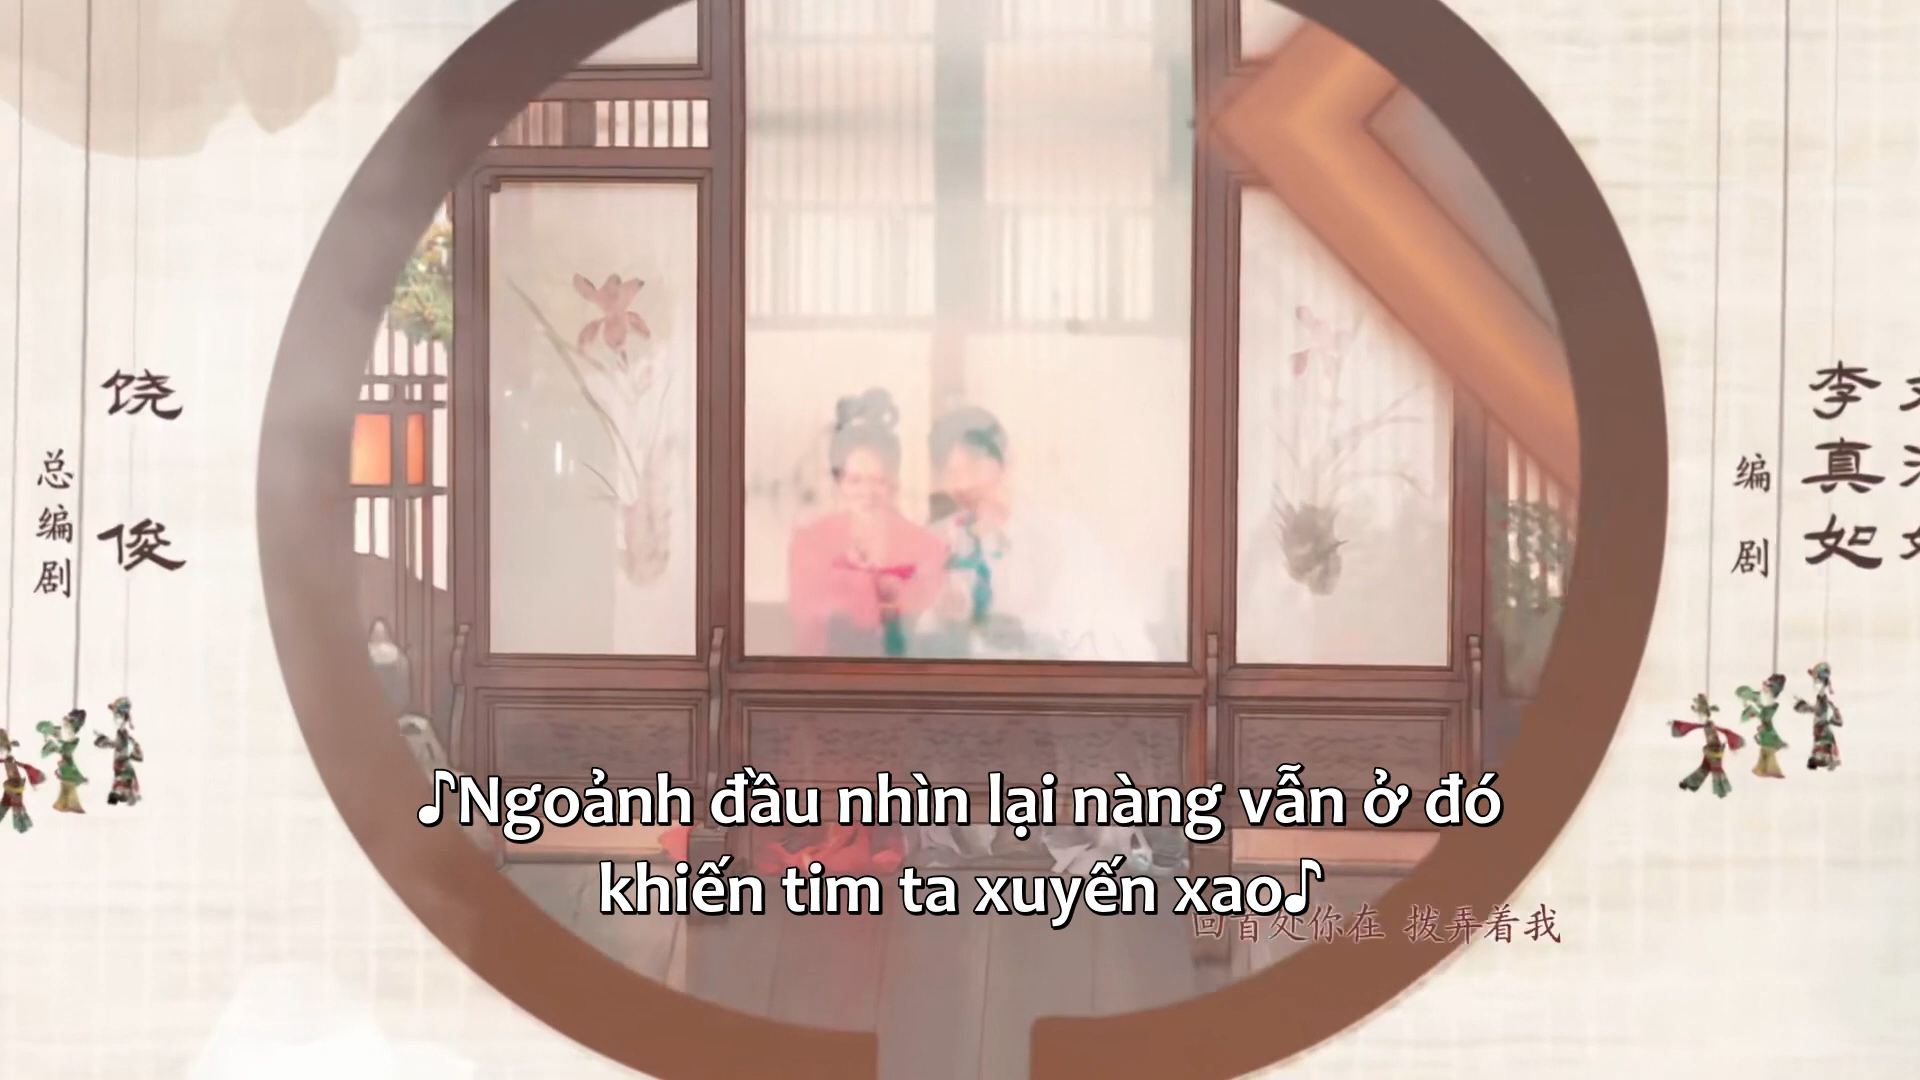 饶俊
总编剧
李真如
编剧
♪Ngoảnh đầu nhìn lại nàng vẫn ở đó
khiến tim ta xuyến xao♪
回首处你在 拨弄着我